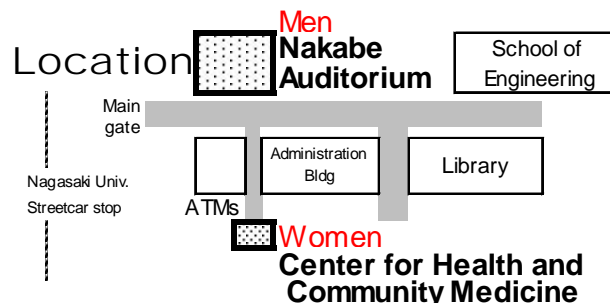 Men
Location
Nakabe
Auditorium
School of
Engineering
Main
gate
Administration
Bldg
Library
Nagasaki Univ.
Streetcar stop
ATMs
Women
Center for Health and
Community Medicine